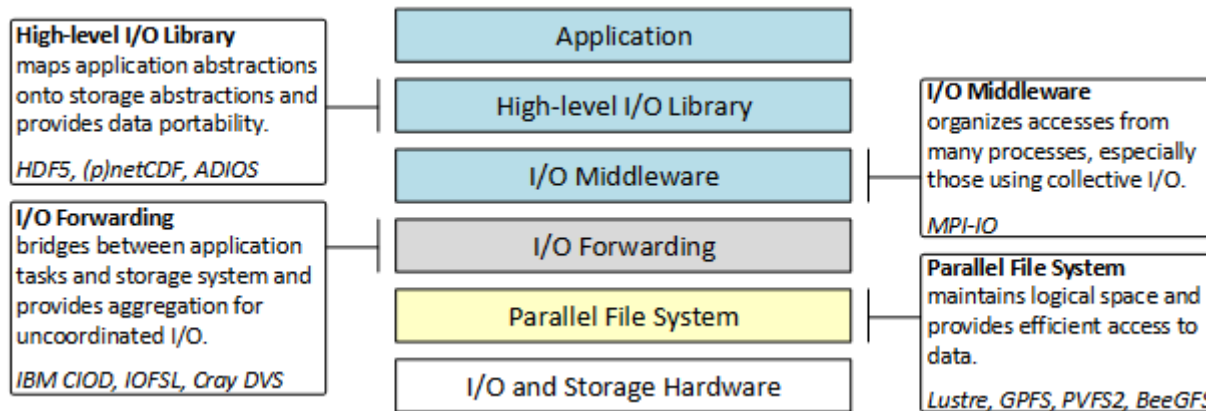 High-level I/O Library
maps application abstractions
onto storage abstractions and
provides data portability.
HDF5, (p)netCDF, ADIOS
I/O Forwarding
bridges between application
tasks and storage system and
provides aggregation for
uncoordinated I/O.
IBM CIOD, IOFSL, Cray DVS
Application
High-level I/O Library
I/O Middleware
I/O Forwarding
Parallel File System
I/O and Storage Hardware
I/O Middleware
organizes accesses from
many processes, especially
those using collective I/O.
MPI-IO
Parallel File System
maintains logical space and
provides efficient access to
data.
Lustre, GPFS, PVFS2, BeeGFS